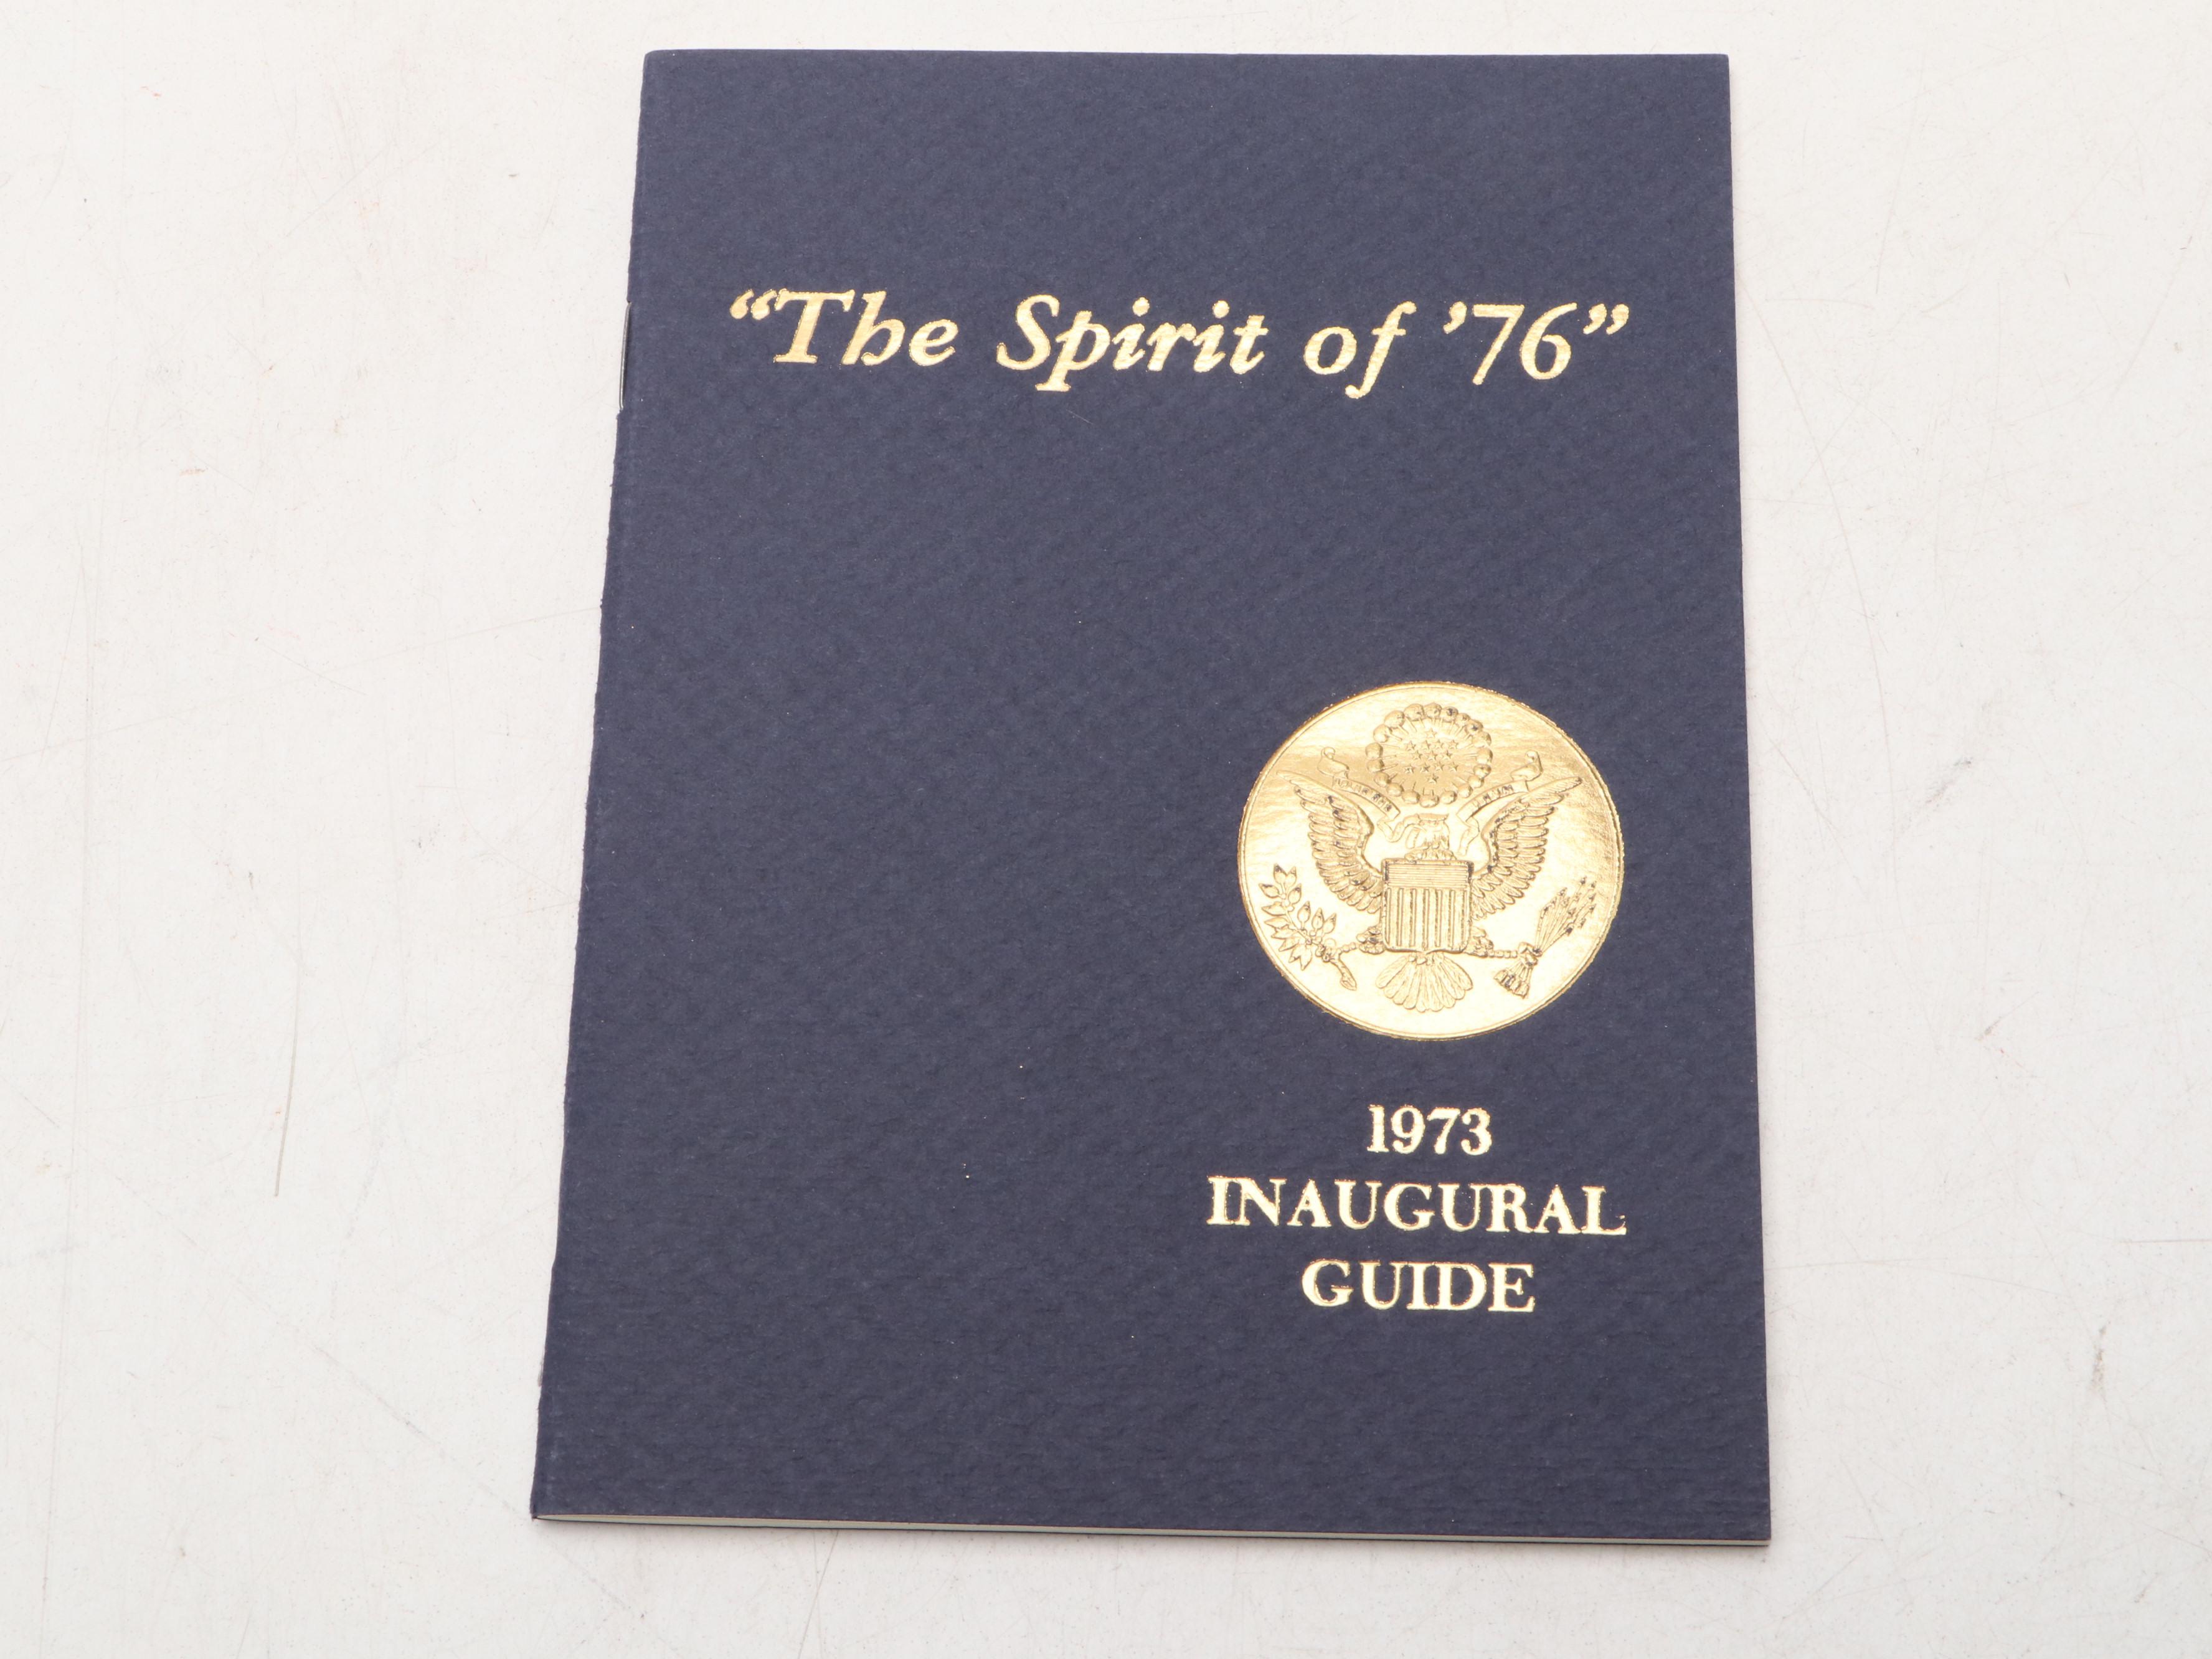 “The Spirit of ’76”
1973
INAUGURAL
GUIDE